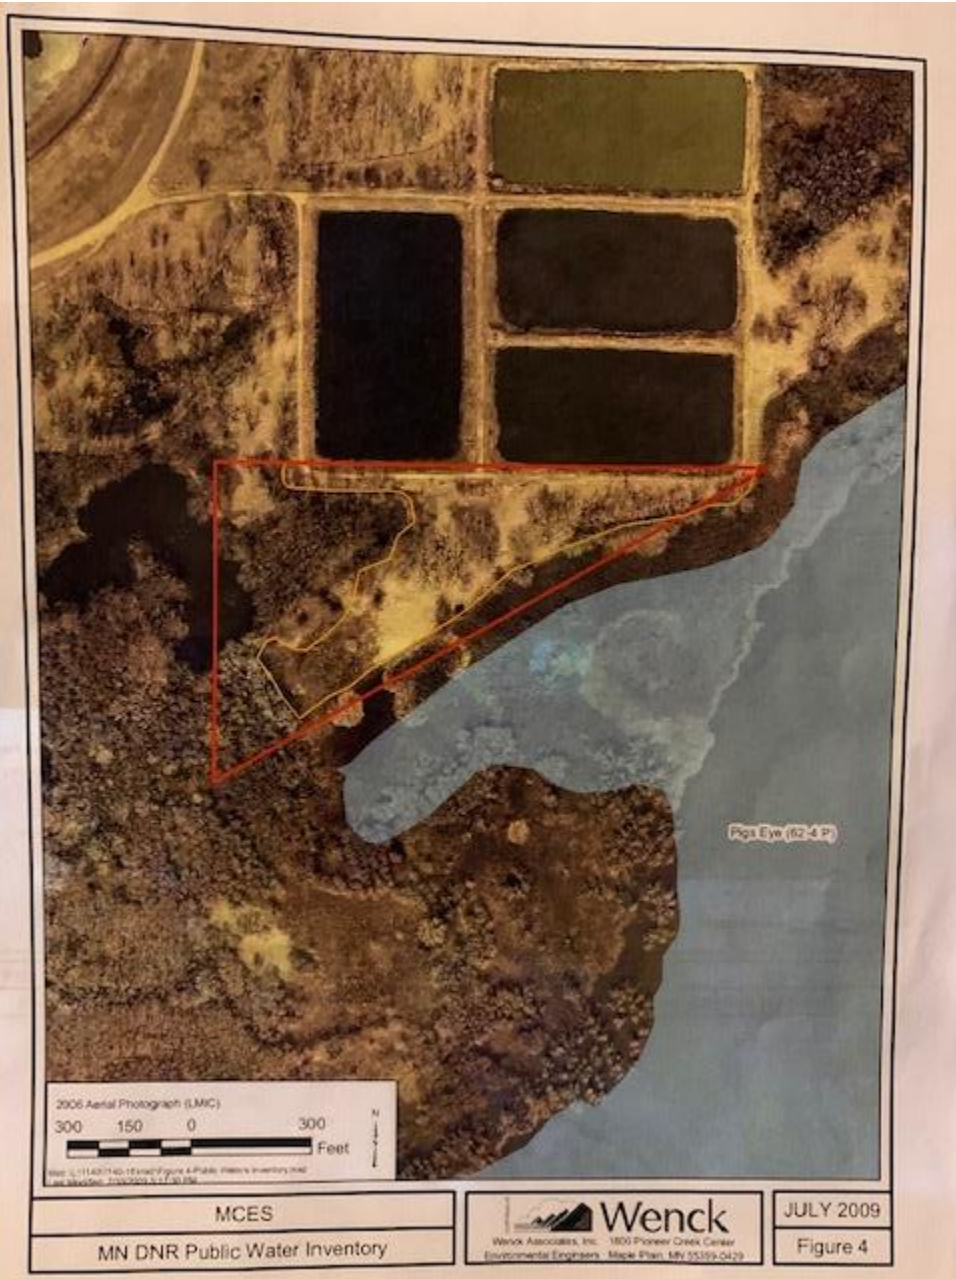 Pigs Eye (62-4 P)
2006 Aerial Photograph (LMIC)
300 150 0 300
Feet
N
MCES
MN DNR Public Water Inventory
Wenck
Wenck Associates, Inc. 1800 Pioneer Creek Center
Environmental Engineers Maple Plain, MN 55359-0429
JULY 2009
Figure 4